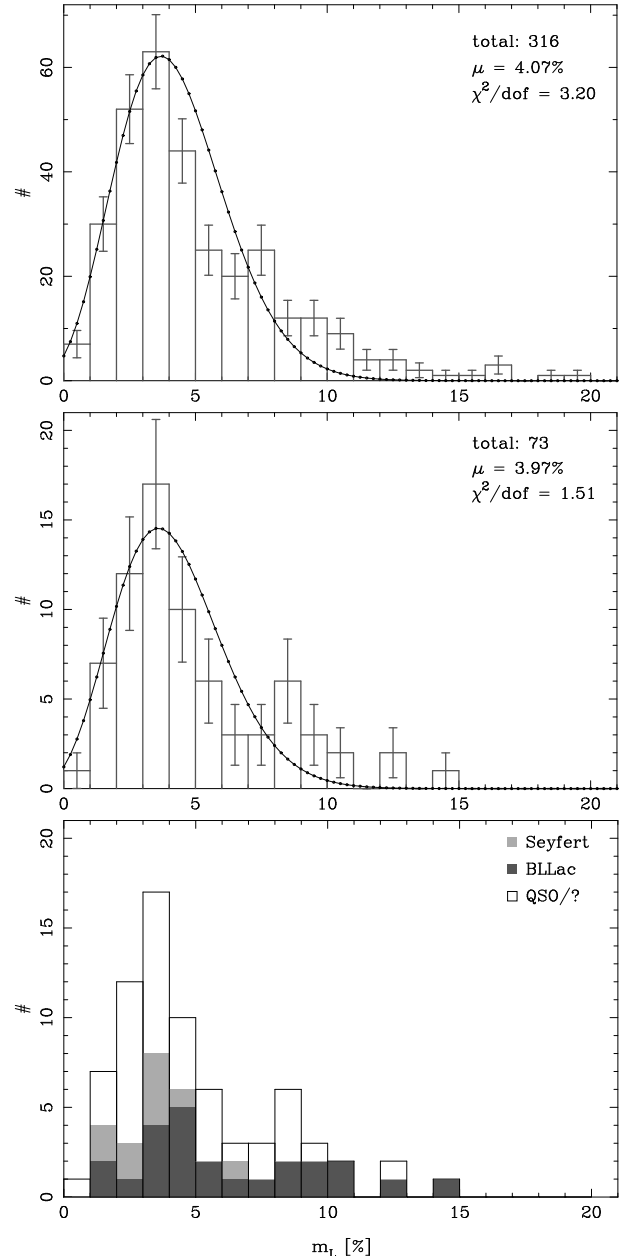 total: 316
μ = 4.07%
χ²/dof = 3.20
60
40
20
0
#
0 5 10 15 20
total: 73
μ = 3.97%
χ²/dof = 1.51
20
15
10
5
0
#
0 5 10 15 20
Seyfert
BLLac
QSO/?
20
15
10
5
0
#
0 5 10 15 20
m_L [%]